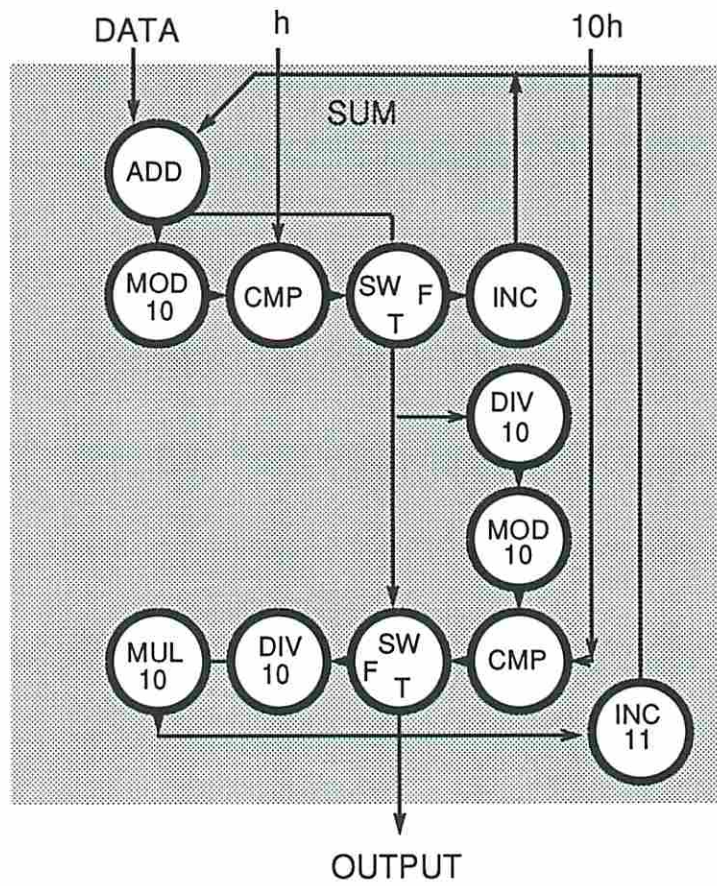 DATA
h
10h
SUM
ADD
MOD
10
CMP
SW F
T
INC
DIV
10
MOD
10
MUL
10
DIV
10
SW
F
T
CMP
INC
11
OUTPUT